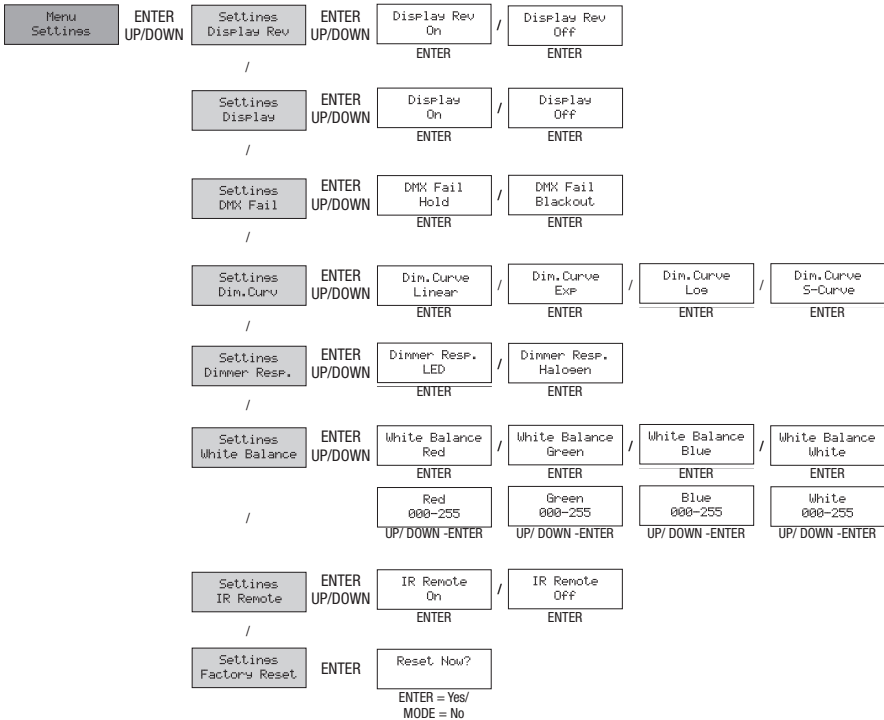 Menu
Settings
ENTER
UP/DOWN
Settings
Display Rev
ENTER
UP/DOWN
Display Rev
On
ENTER
/
Display Rev
Off
ENTER
/
Settings
Display
ENTER
UP/DOWN
Display
On
ENTER
/
Display
Off
ENTER
/
Settings
DMX Fail
ENTER
UP/DOWN
DMX Fail
Hold
ENTER
/
DMX Fail
Blackout
ENTER
/
Settings
Dim.Curv
ENTER
UP/DOWN
Dim.Curve
Linear
ENTER
/
Dim.Curve
Exp
ENTER
/
Dim.Curve
Log
ENTER
/
Dim.Curve
S-Curve
ENTER
/
Settings
Dimmer Resp.
ENTER
UP/DOWN
Dimmer Resp.
LED
ENTER
/
Dimmer Resp.
Halogen
ENTER
/
Settings
White Balance
ENTER
UP/DOWN
White Balance
Red
ENTER
/
White Balance
Green
ENTER
/
White Balance
Blue
ENTER
/
White Balance
White
ENTER
/
Red
000-255
UP/ DOWN -ENTER
Green
000-255
UP/ DOWN -ENTER
Blue
000-255
UP/ DOWN -ENTER
White
000-255
UP/ DOWN -ENTER
Settings
IR Remote
ENTER
UP/DOWN
IR Remote
On
ENTER
/
IR Remote
Off
ENTER
/
Settings
Factory Reset
ENTER
Reset Now?
ENTER = Yes/
MODE = No